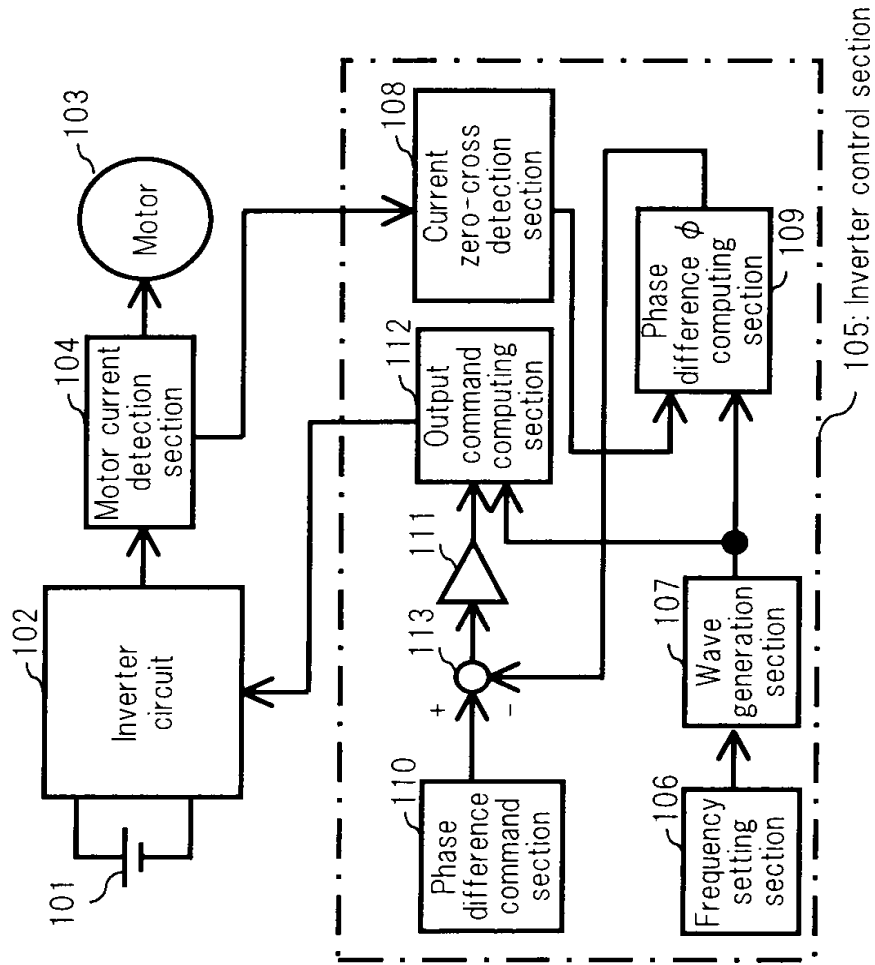 101
102
Inverter
circuit
104
Motor current
detection
section
103
Motor
110
Phase
difference
command
section
+
-
113
111
112
Output
command
computing
section
108
Current
zero-cross
detection
section
106
Frequency
setting
section
107
Wave
generation
section
Phase
difference ϕ
computing
section
109
105: Inverter control section